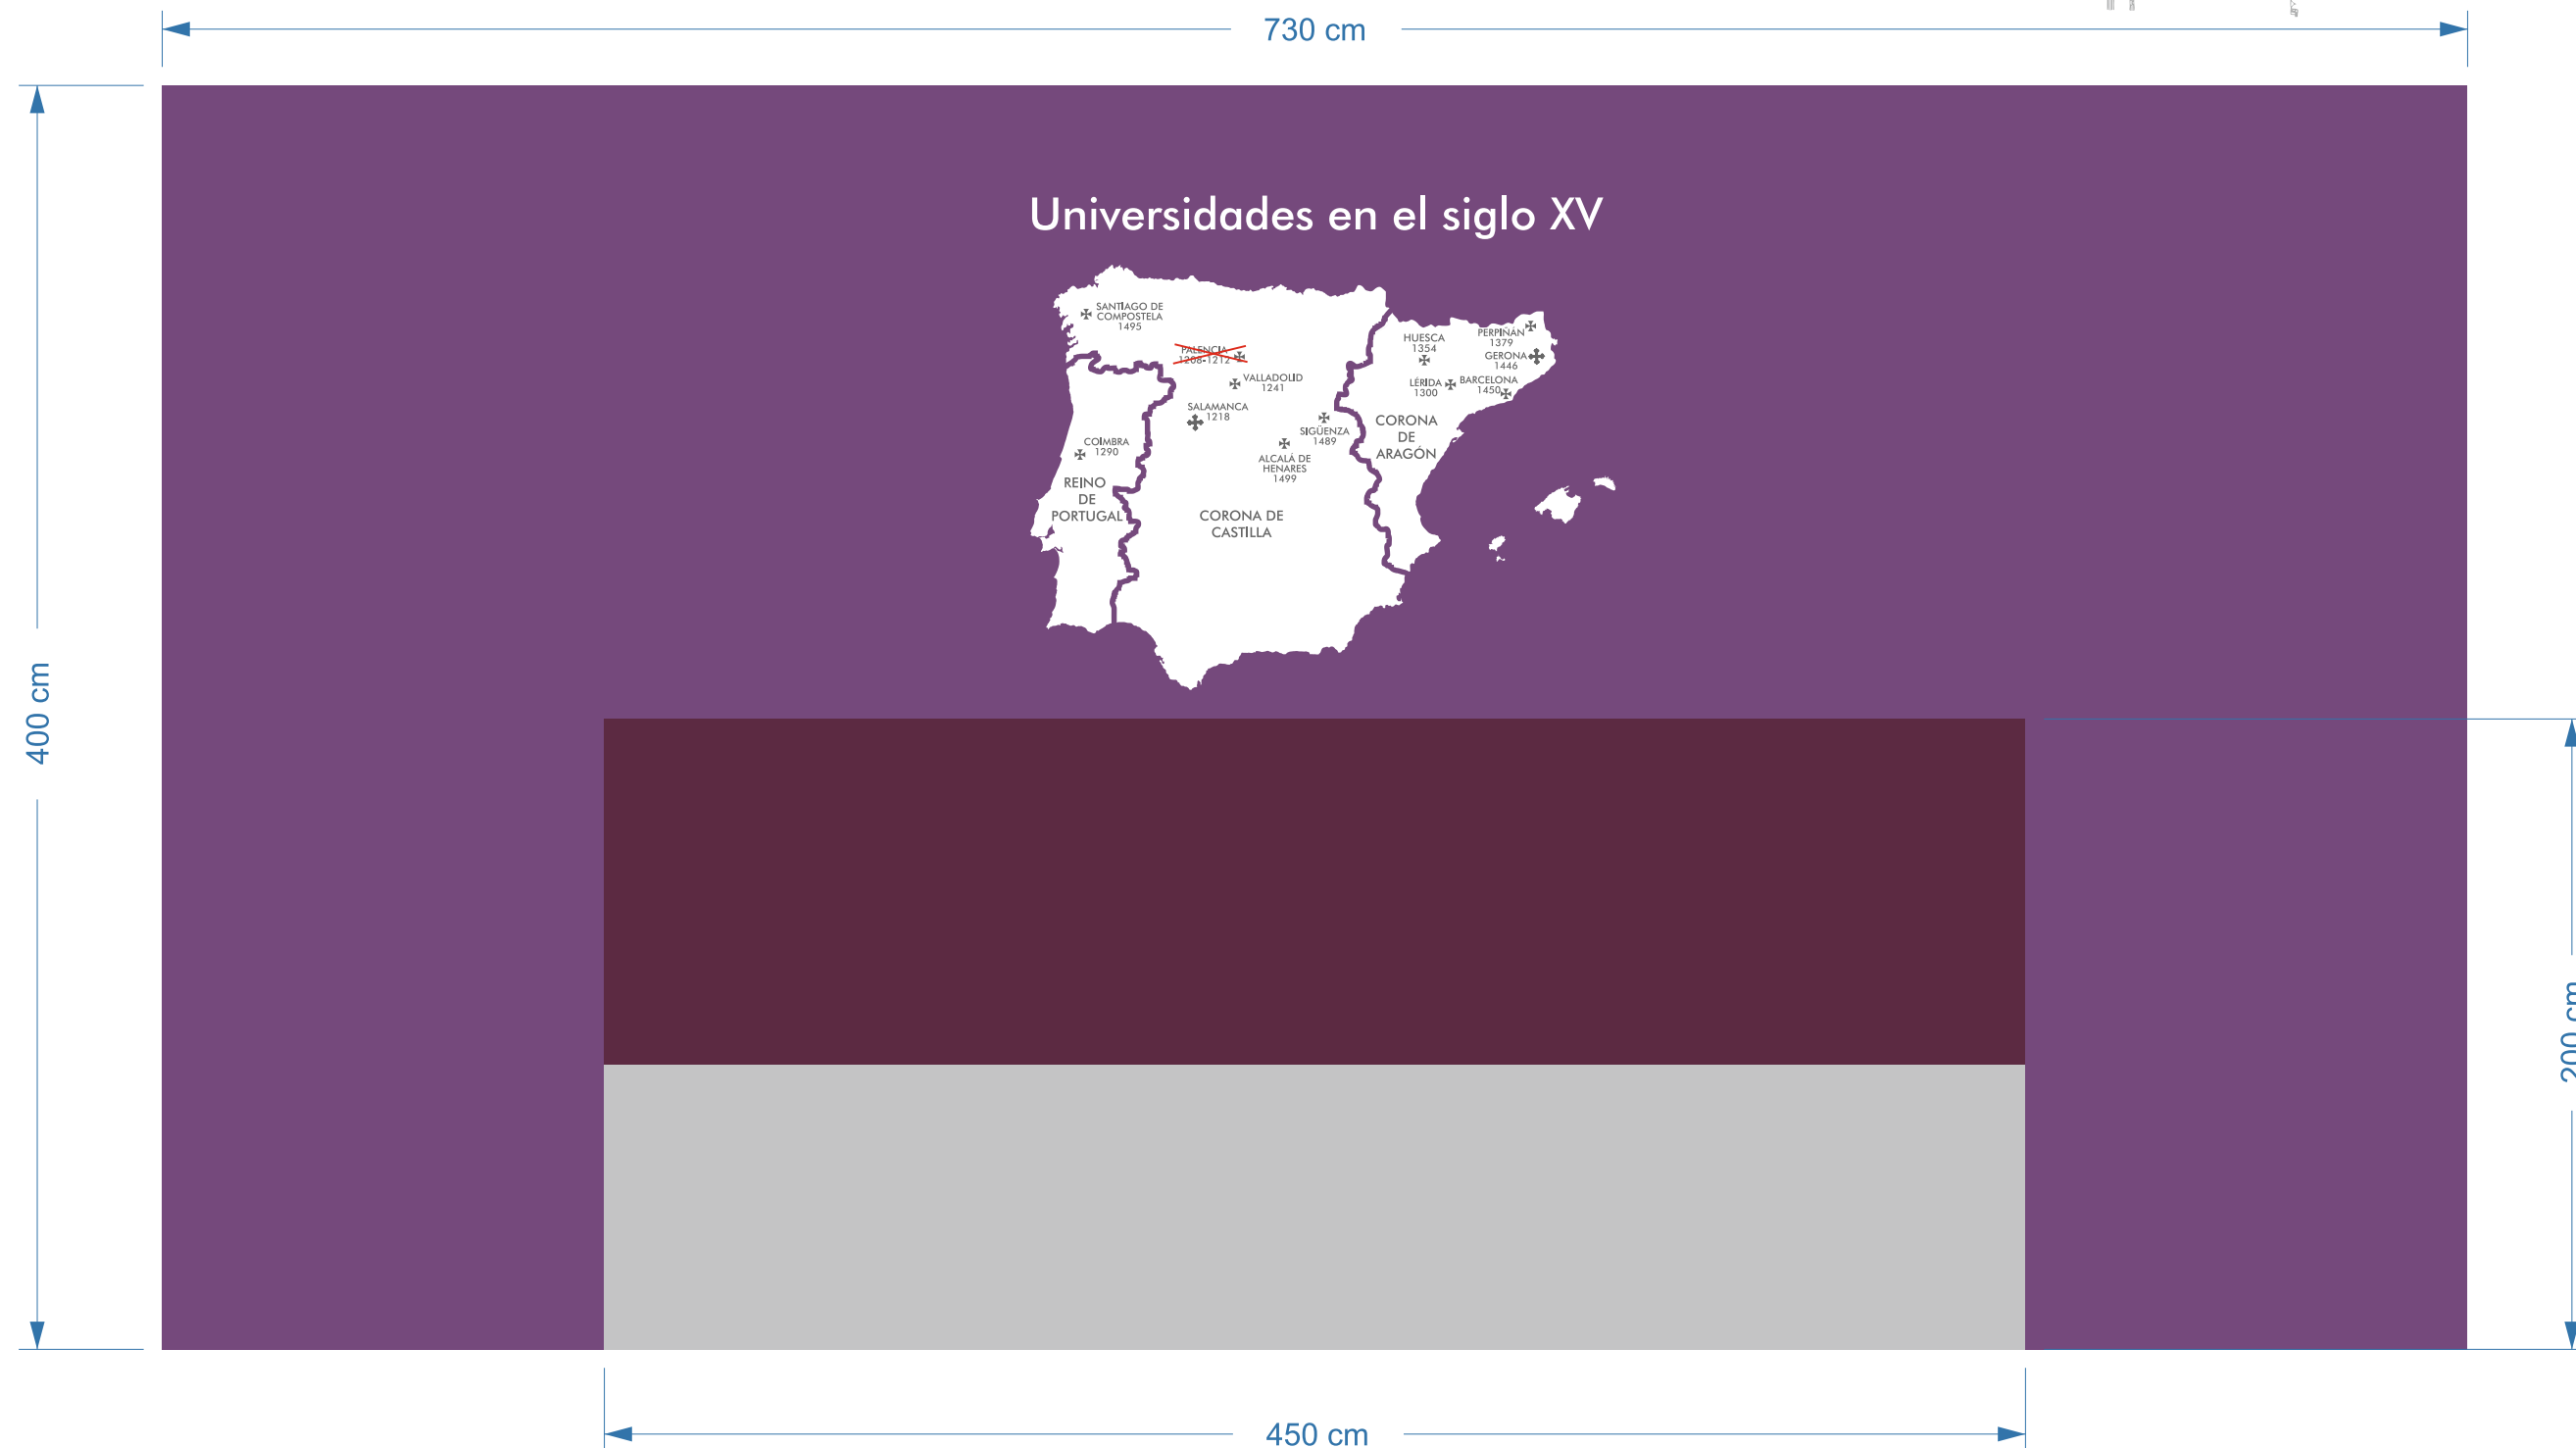 730 cm
400 cm
Universidades en el siglo XV
SANTIAGO DE
COMPOSTELA
1495
PALENCIA
1208-1212
VALLADOLID
1241
SALAMANCA
1218
SIGÜENZA
1489
ALCALÁ DE
HENARES
1499
COIMBRA
1290
REINO
DE
PORTUGAL
CORONA DE
CASTILLA
HUESCA
1354
PERPIÑÁN
1379
GERONA
1446
LÉRIDA
1300
BARCELONA
1450
CORONA
DE
ARAGÓN
200 cm
450 cm